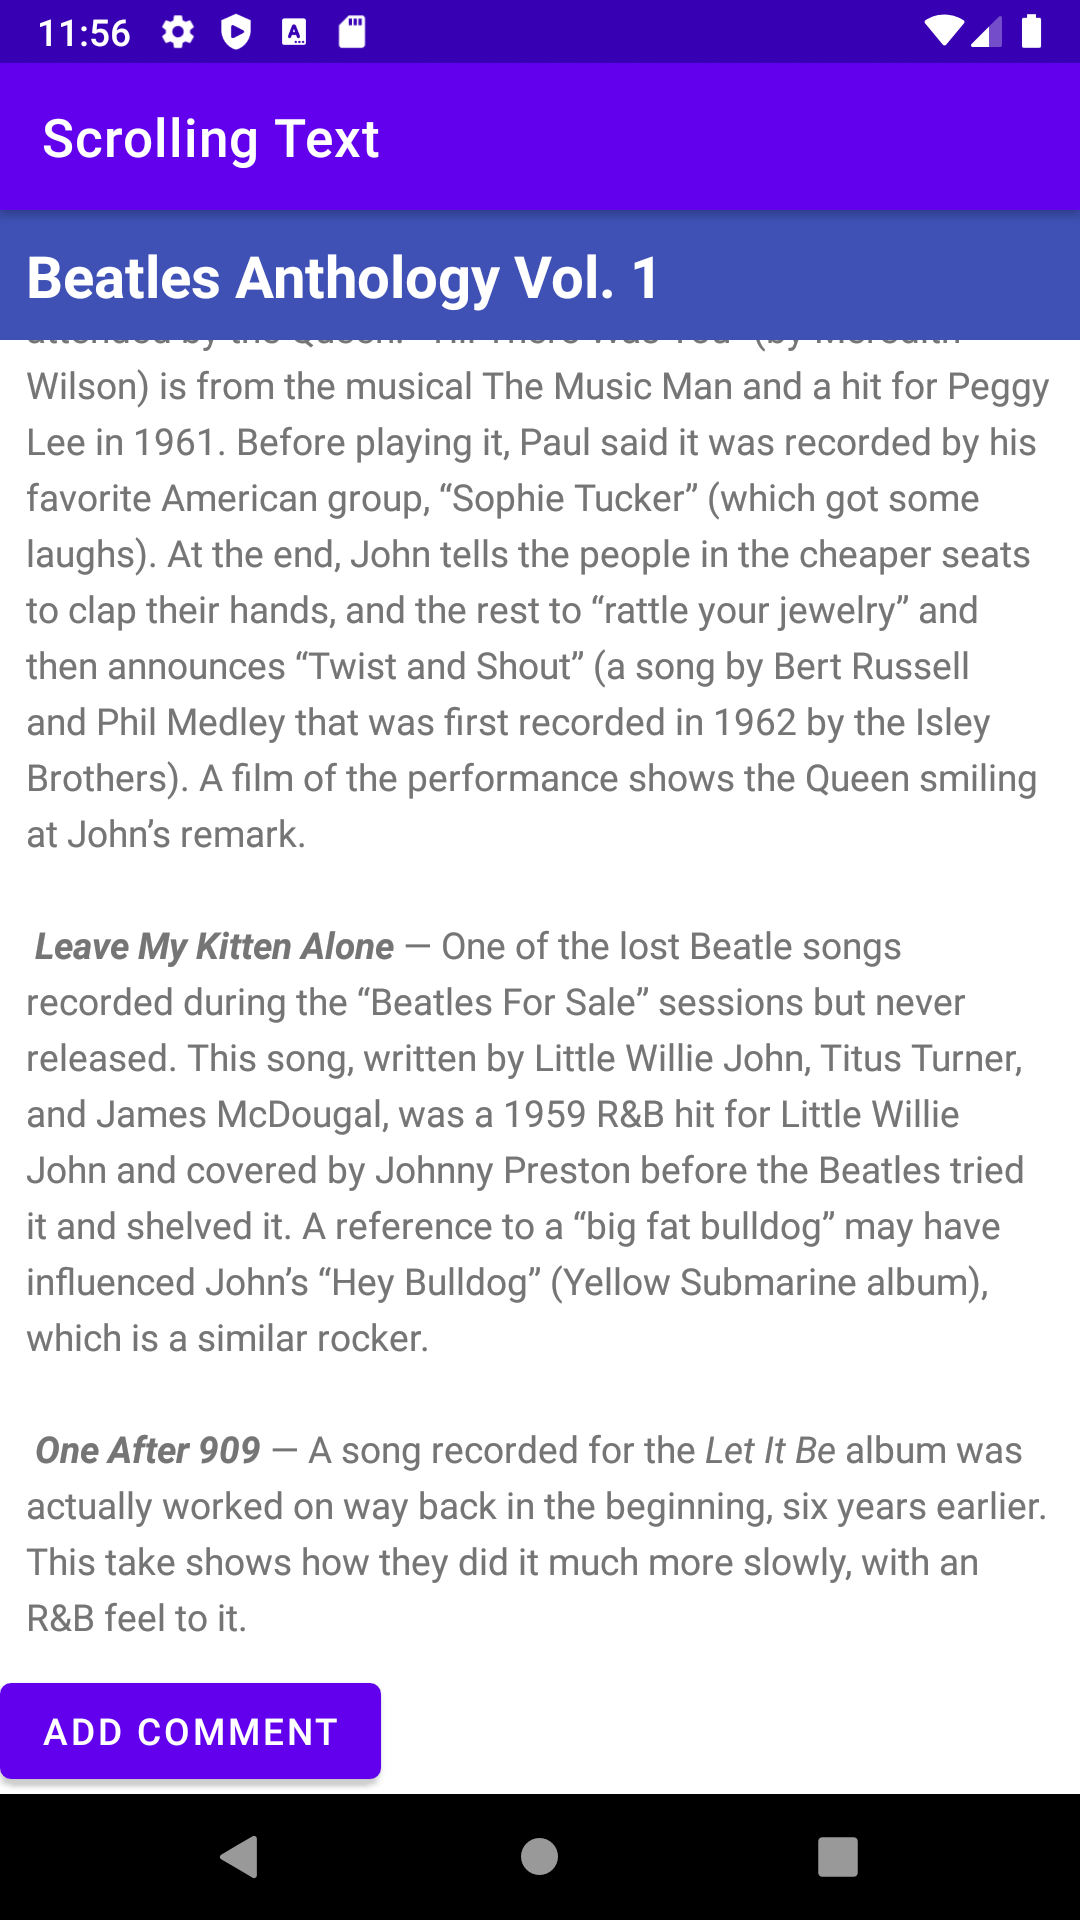 11:56
Scrolling Text
Beatles Anthology Vol. 1
attended by the Queen. “Till There Was You” (by Meredith
Wilson) is from the musical The Music Man and a hit for Peggy
Lee in 1961. Before playing it, Paul said it was recorded by his
favorite American group, “Sophie Tucker” (which got some
laughs). At the end, John tells the people in the cheaper seats
to clap their hands, and the rest to “rattle your jewelry” and
then announces “Twist and Shout” (a song by Bert Russell
and Phil Medley that was first recorded in 1962 by the Isley
Brothers). A film of the performance shows the Queen smiling
at John’s remark.
Leave My Kitten Alone — One of the lost Beatle songs
recorded during the “Beatles For Sale” sessions but never
released. This song, written by Little Willie John, Titus Turner,
and James McDougal, was a 1959 R&B hit for Little Willie
John and covered by Johnny Preston before the Beatles tried
it and shelved it. A reference to a “big fat bulldog” may have
influenced John’s “Hey Bulldog” (Yellow Submarine album),
which is a similar rocker.
One After 909 — A song recorded for the Let It Be album was
actually worked on way back in the beginning, six years earlier.
This take shows how they did it much more slowly, with an
R&B feel to it.
ADD COMMENT